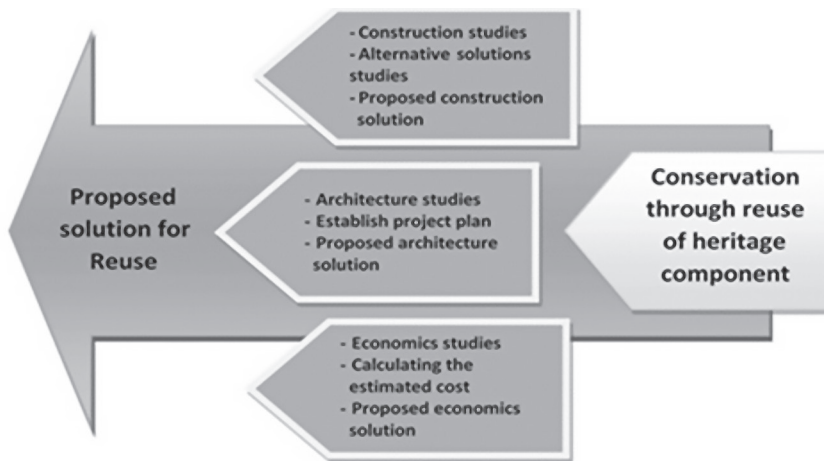 - Construction studies
- Alternative solutions
studies
- Proposed construction
solution
Proposed
solution for
Reuse
- Architecture studies
- Establish project plan
- Proposed architecture
solution
Conservation
through reuse
of heritage
component
- Economics studies
- Calculating the
estimated cost
- Proposed economics
solution